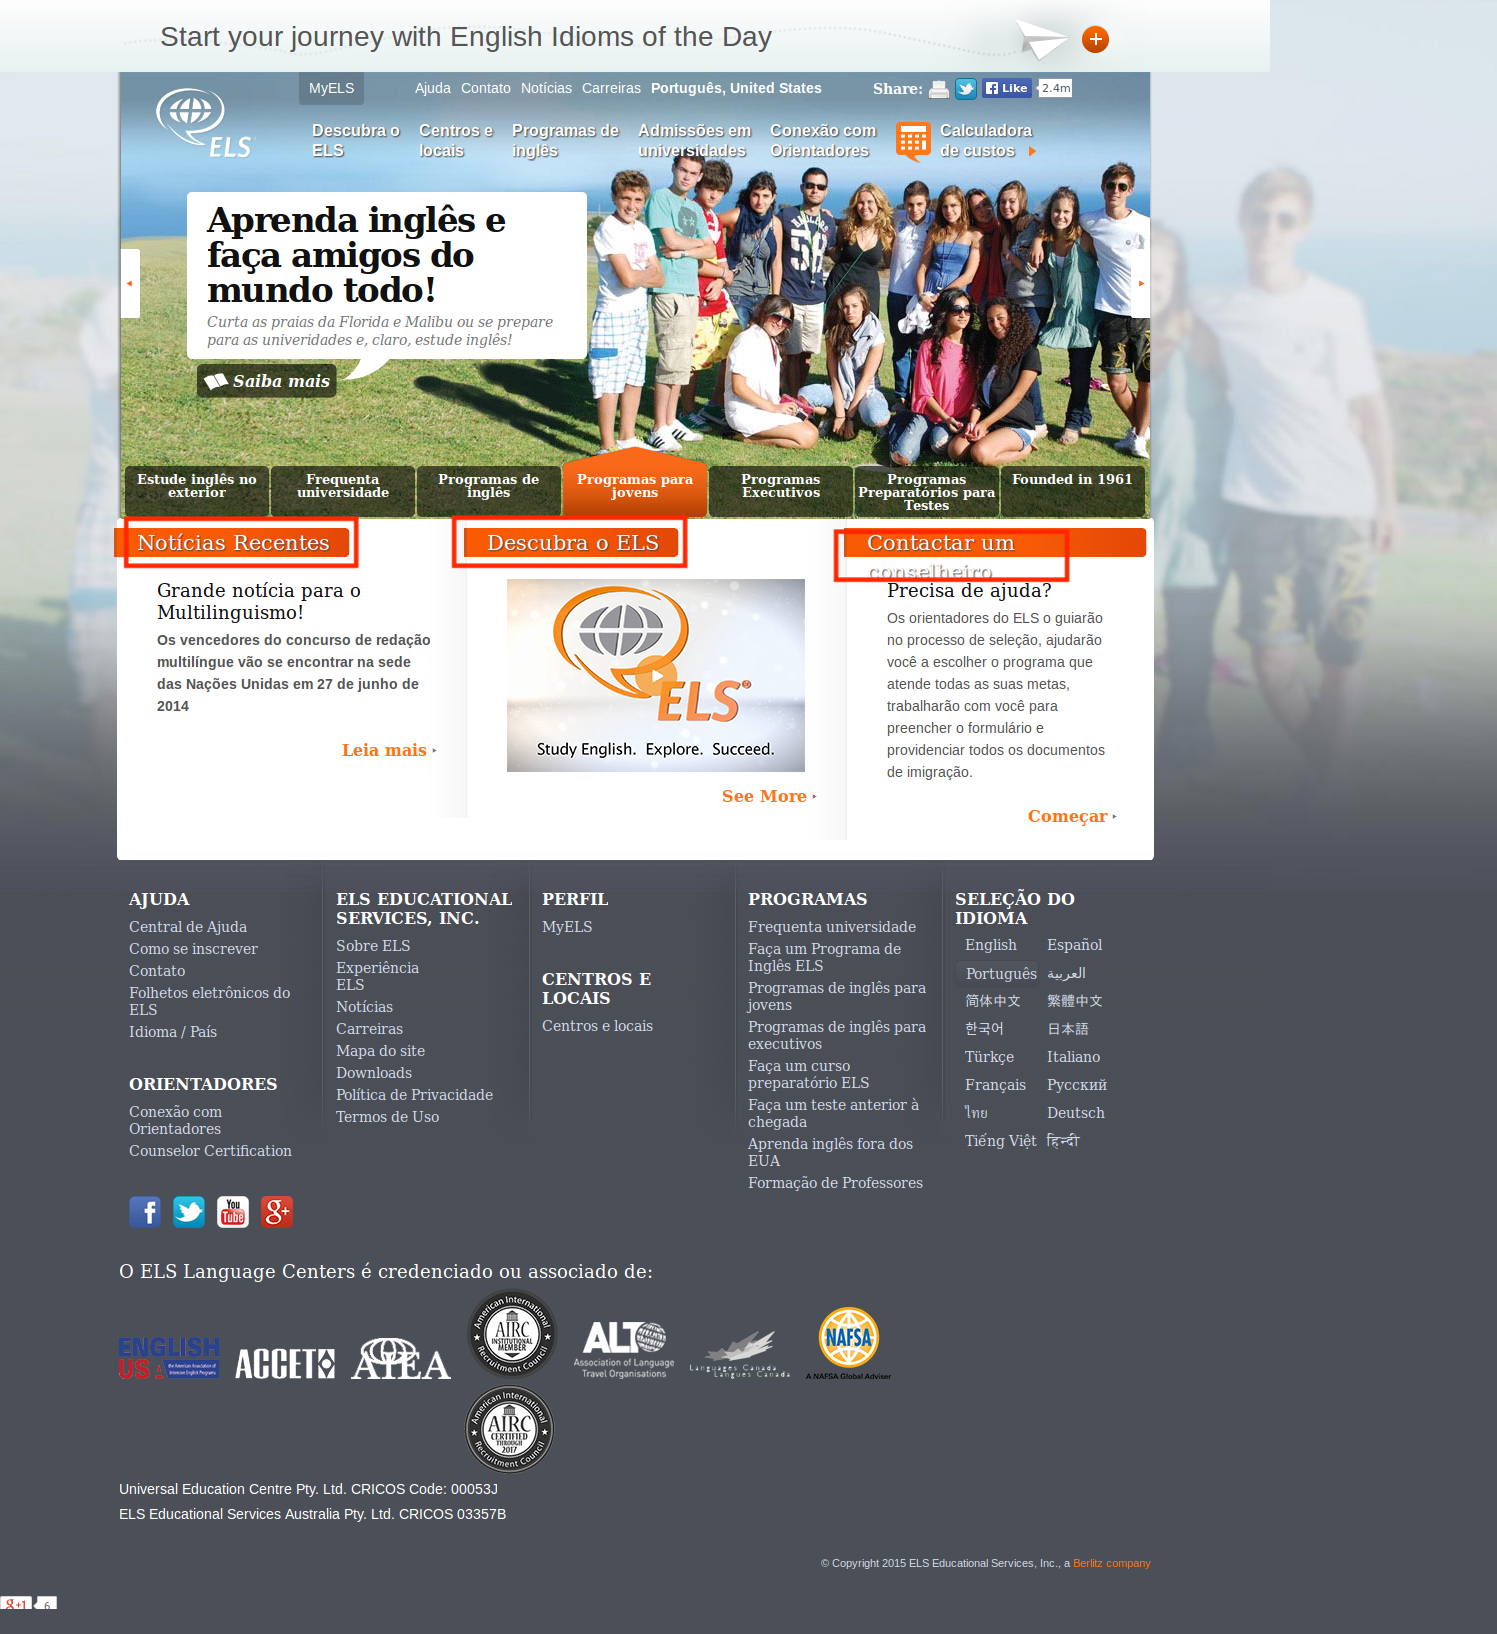 Start your journey with English Idioms of the Day
MyELS
Ajuda Contato Notícias Carreiras Português, United States
Share:
Like
2.4m
ELS
Descubra o
ELS
Centros e
locais
Programas de
inglês
Admissões em
universidades
Conexão com
Orientadores
Calculadora
de custos
Aprenda inglês e
faça amigos do
mundo todo!
Curta as praias da Florida e Malibu ou se prepare
para as univeridades e, claro, estude inglês!
Saiba mais
Estude inglês no
exterior
Frequenta
universidade
Programas de
inglês
Programas para
jovens
Programas
Executivos
Programas
Preparatórios para
Testes
Founded in 1961
Notícias Recentes
Grande notícia para o
Multilinguismo!
Os vencedores do concurso de redação
multilíngue vão se encontrar na sede
das Nações Unidas em 27 de junho de
2014
Leia mais
Descubra o ELS
ELS®
Study English. Explore. Succeed.
See More
Contactar um
conselheiro
Precisa de ajuda?
Os orientadores do ELS o guiarão
no processo de seleção, ajudarão
você a escolher o programa que
atende todas as suas metas,
trabalharão com você para
preencher o formulário e
providenciar todos os documentos
de imigração.
Começar
AJUDA
Central de Ajuda
Como se inscrever
Contato
Folhetos eletrônicos do
ELS
Idioma / País
ORIENTADORES
Conexão com
Orientadores
Counselor Certification
ELS EDUCATIONAL
SERVICES, INC.
Sobre ELS
Experiência
ELS
Notícias
Carreiras
Mapa do site
Downloads
Política de Privacidade
Termos de Uso
PERFIL
MyELS
CENTROS E
LOCAIS
Centros e locais
PROGRAMAS
Frequenta universidade
Faça um Programa de
Inglês ELS
Programas de inglês para
jovens
Programas de inglês para
executivos
Faça um curso
preparatório ELS
Faça um teste anterior à
chegada
Aprenda inglês fora dos
EUA
Formação de Professores
SELEÇÃO DO
IDIOMA
English Español
Português العربية
简体中文 繁體中文
한국어 日本語
Türkçe Italiano
Français Русский
ไทย Deutsch
Tiếng Việt हिन्दी
You
Tube
O ELS Language Centers é credenciado ou associado de:
ENGLISH
USA
the American Association of
Intensive English Programs
ACCET
AIEA
American International
AIRC
INSTITUTIONAL
MEMBER
Recruitment Council
ALTO
Association of Language
Travel Organisations
Languages Canada
Langues Canada
NAFSA
A NAFSA Global Adviser
American International
AIRC
CERTIFIED
THROUGH
2017
Recruitment Council
Universal Education Centre Pty. Ltd. CRICOS Code: 00053J
ELS Educational Services Australia Pty. Ltd. CRICOS 03357B
© Copyright 2015 ELS Educational Services, Inc., a Berlitz company
g+1
6